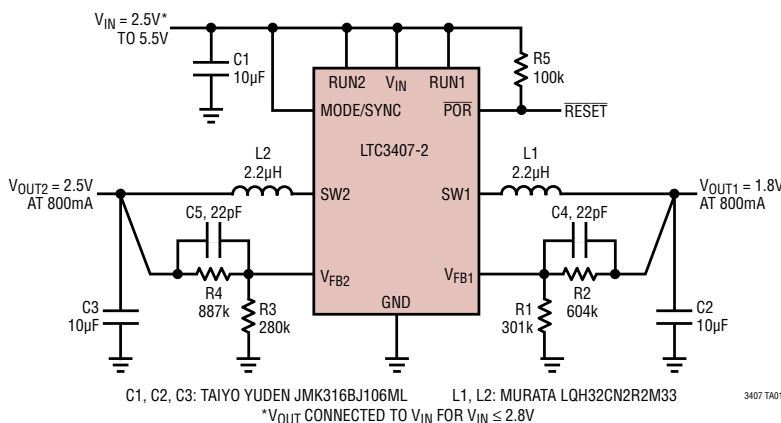 V_IN = 2.5V*
TO 5.5V
C1
10µF
RUN2
V_IN
RUN1
R5
100k
MODE/SYNC
P̅O̅R̅
R̅E̅S̅E̅T̅
LTC3407-2
L2
2.2µH
L1
2.2µH
V_OUT2 = 2.5V
AT 800mA
SW2
SW1
V_OUT1 = 1.8V
AT 800mA
C5, 22pF
C4, 22pF
V_FB2
V_FB1
R4
887k
R3
280k
GND
R1
301k
R2
604k
C3
10µF
C2
10µF
C1, C2, C3: TAIYO YUDEN JMK316BJ106ML
L1, L2: MURATA LQH32CN2R2M33
3407 TA01
*V_OUT CONNECTED TO V_IN FOR V_IN ≤ 2.8V